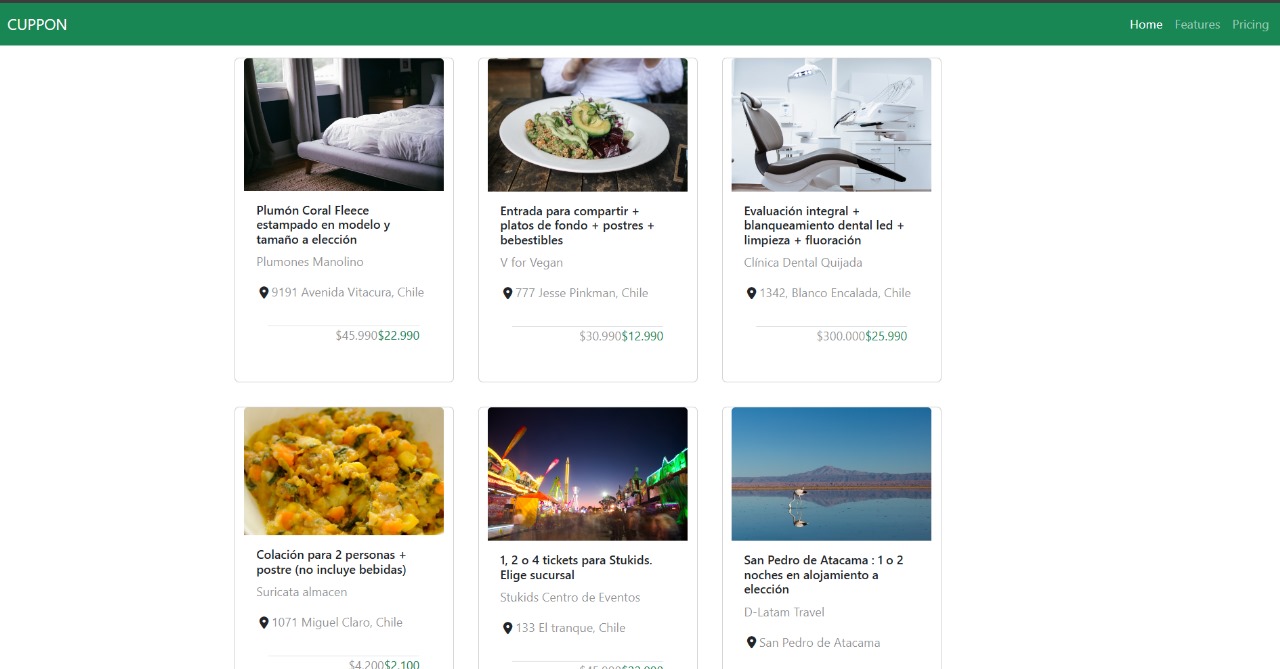 CUPPON
Home Features Pricing
Plumón Coral Fleece
estampado en modelo y
tamaño a elección
Plumones Manolino
9191 Avenida Vitacura, Chile
$45.990$22.990
Entrada para compartir +
platos de fondo + postres +
bebestibles
V for Vegan
777 Jesse Pinkman, Chile
$30.990$12.990
Evaluación integral +
blanqueamiento dental led +
limpieza + fluoración
Clínica Dental Quijada
1342, Blanco Encalada, Chile
$300.000$25.990
Colación para 2 personas +
postre (no incluye bebidas)
Suricata almacen
1071 Miguel Claro, Chile
$4.200$2.100
1, 2 o 4 tickets para Stukids.
Elige sucursal
Stukids Centro de Eventos
133 El tranque, Chile
San Pedro de Atacama : 1 o 2
noches en alojamiento a
elección
D-Latam Travel
San Pedro de Atacama